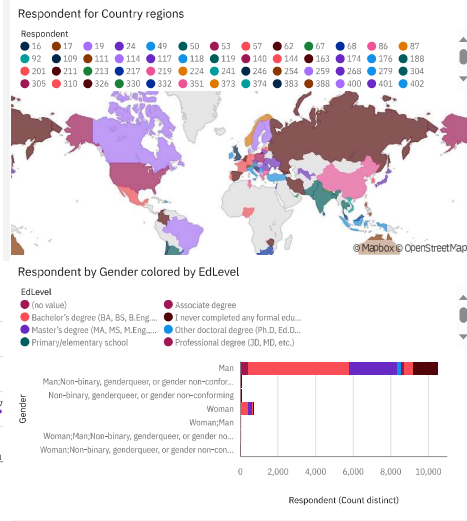 Respondent for Country regions
Respondent
16 17 19 24 49 50 53 57 62 67 68 86 87
92 109 111 114 117 118 119 140 144 163 174 176 188
201 211 213 217 219 224 241 246 254 259 268 279 304
305 310 326 330 332 351 373 374 383 388 400 401 402
© Mapbox © OpenStreetMap
Respondent by Gender colored by EdLevel
EdLevel
(no value) Associate degree
Bachelor's degree (BA, BS, B.Eng.,... I never completed any formal edu...
Master's degree (MA, MS, M.Eng.,... Other doctoral degree (Ph.D, Ed.D...
Primary/elementary school Professional degree (JD, MD, etc.)
Gender
Man
Man;Non-binary, genderqueer, or gender non-confor...
Non-binary, genderqueer, or gender non-conforming
Woman
Woman;Man
Woman;Man;Non-binary, genderqueer, or gender no...
Woman;Non-binary, genderqueer, or gender non-con...
0 2,000 4,000 6,000 8,000 10,000
Respondent (Count distinct)